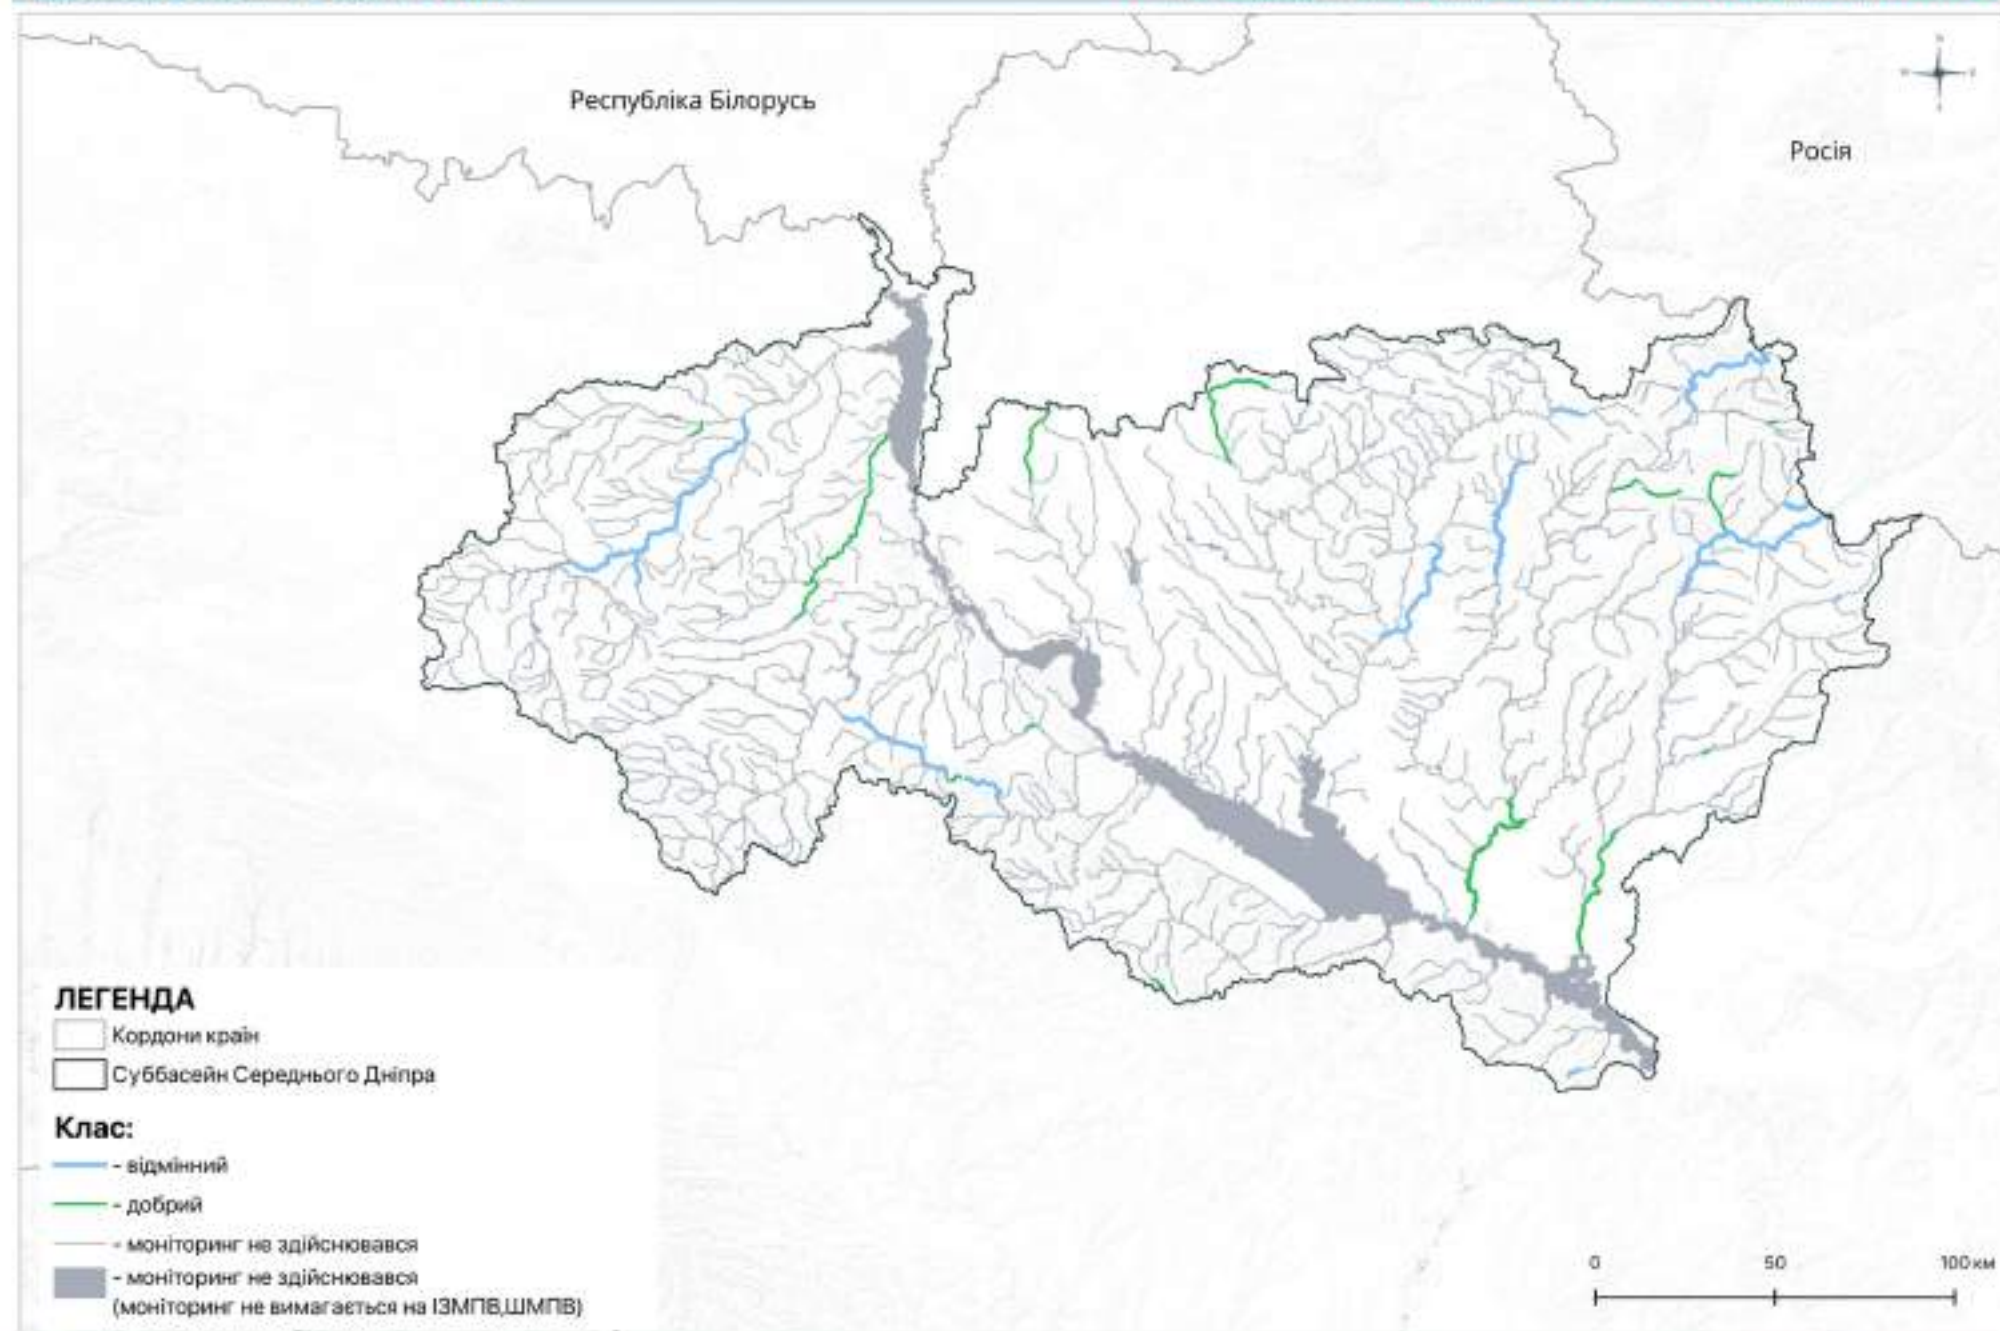 Республіка Білорусь
Росія
ЛЕГЕНДА
Кордони країн
Суббасейн Середнього Дніпра
Клас:
- відмінний
- добрий
- моніторинг не здійснювався
- моніторинг не здійснювався
(моніторинг не вимагається на ІЗМПВ,ШМПВ)
0 50 100 км